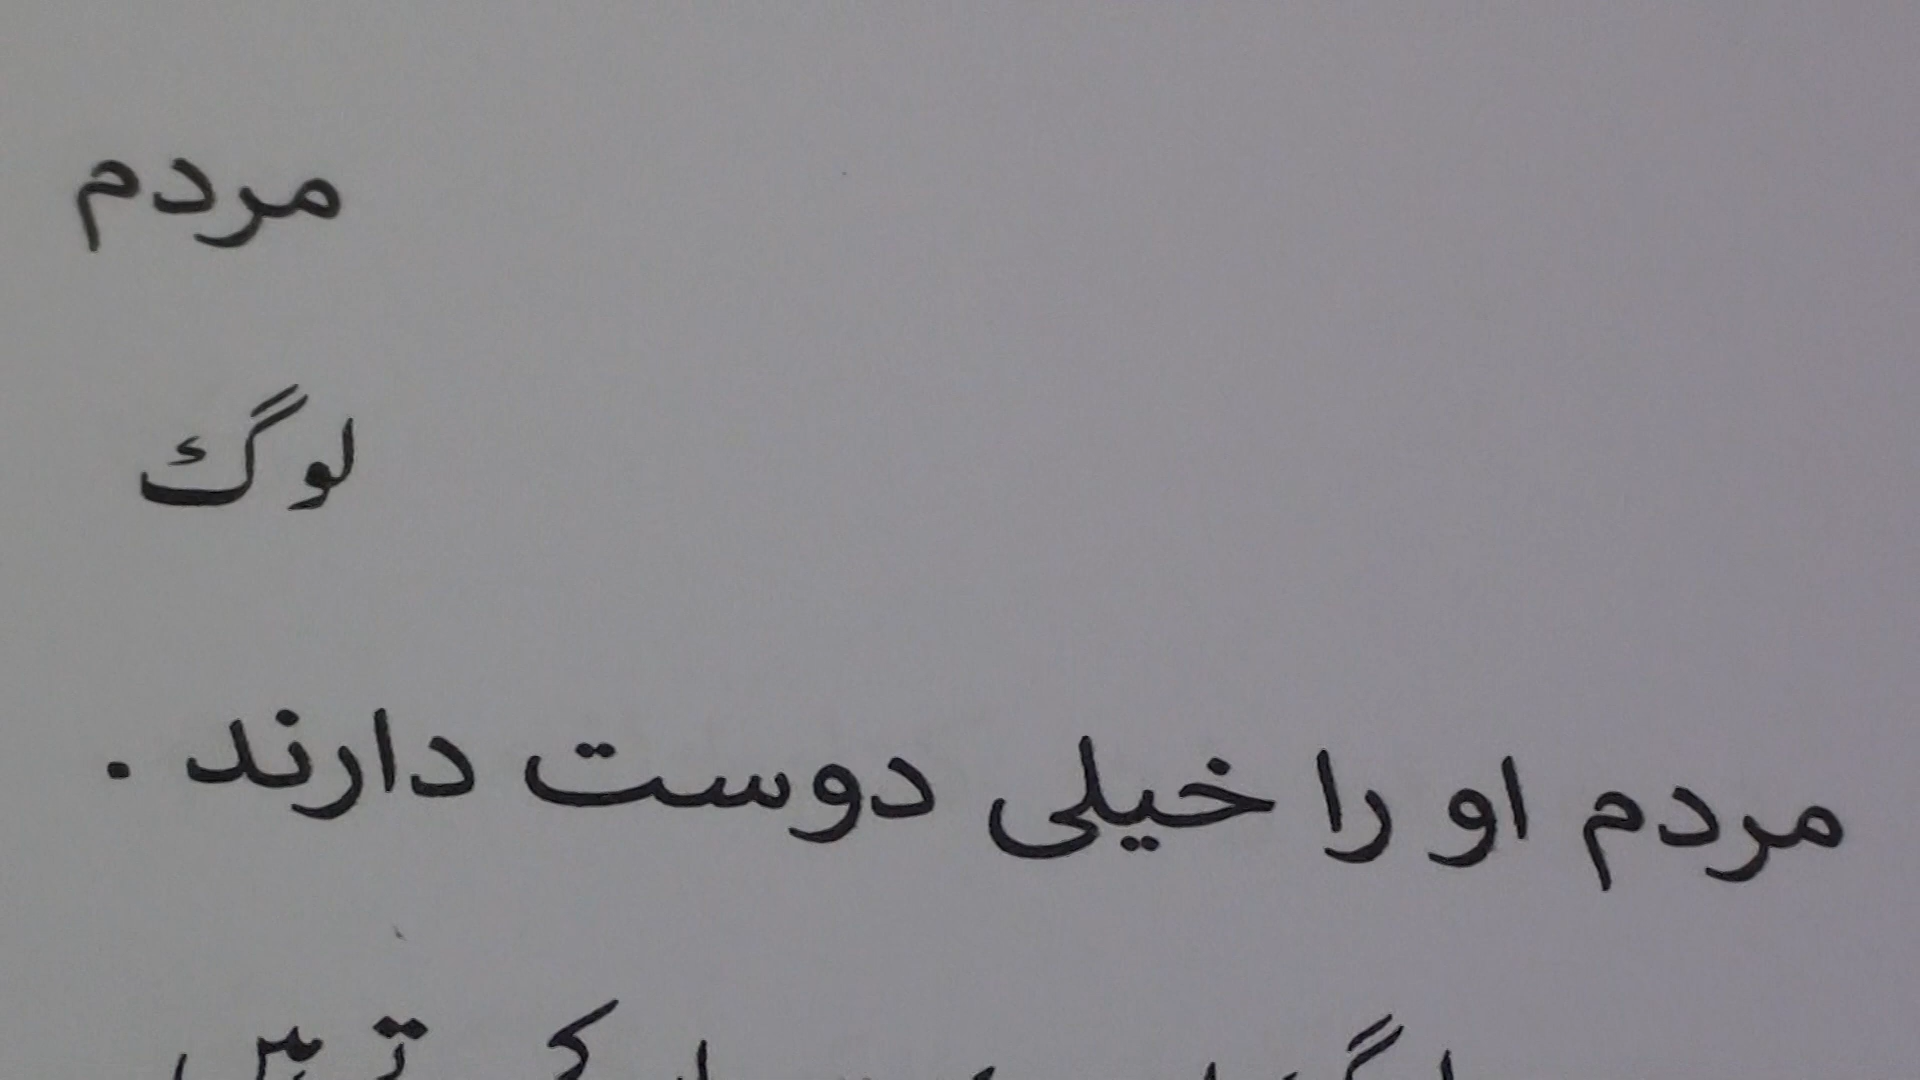 مردم
لوگ
مردم او را خیلی دوست دارند .